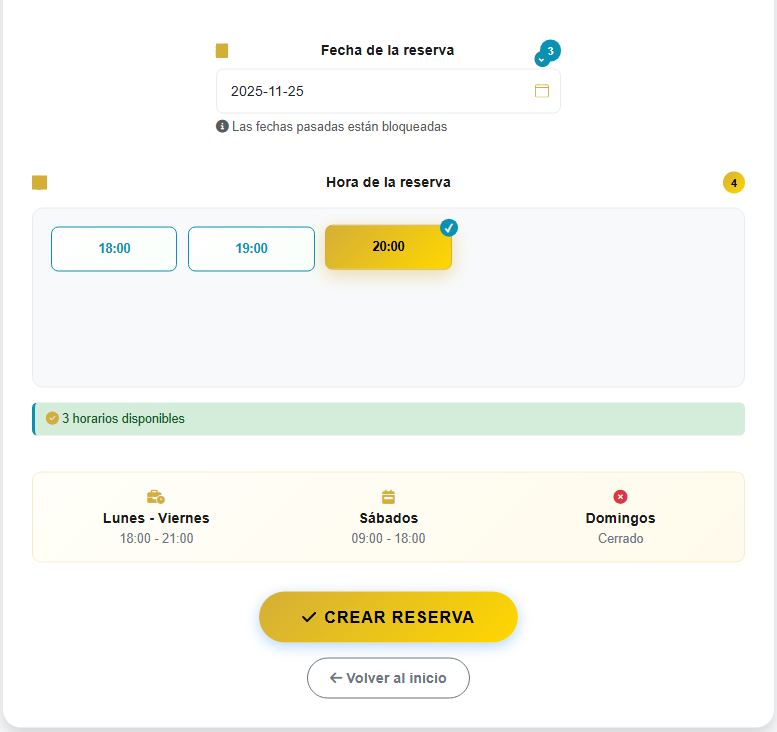 Fecha de la reserva
3
2025-11-25
Las fechas pasadas están bloqueadas
Hora de la reserva
4
18:00
19:00
20:00
3 horarios disponibles
Lunes - Viernes
18:00 - 21:00
Sábados
09:00 - 18:00
Domingos
Cerrado
CREAR RESERVA
Volver al inicio